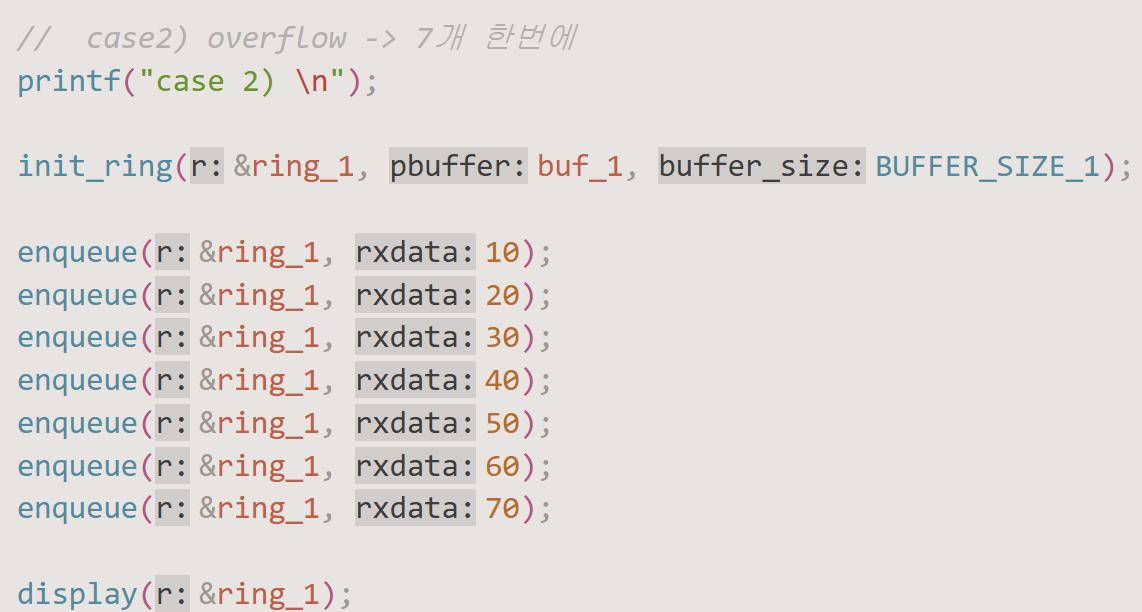 //  case2) overflow -> 7개 한번에
printf("case 2) \n");
init_ring(r: &ring_1, pbuffer: buf_1, buffer_size: BUFFER_SIZE_1);
enqueue(r: &ring_1, rxdata: 10);
enqueue(r: &ring_1, rxdata: 20);
enqueue(r: &ring_1, rxdata: 30);
enqueue(r: &ring_1, rxdata: 40);
enqueue(r: &ring_1, rxdata: 50);
enqueue(r: &ring_1, rxdata: 60);
enqueue(r: &ring_1, rxdata: 70);
display(r: &ring_1);